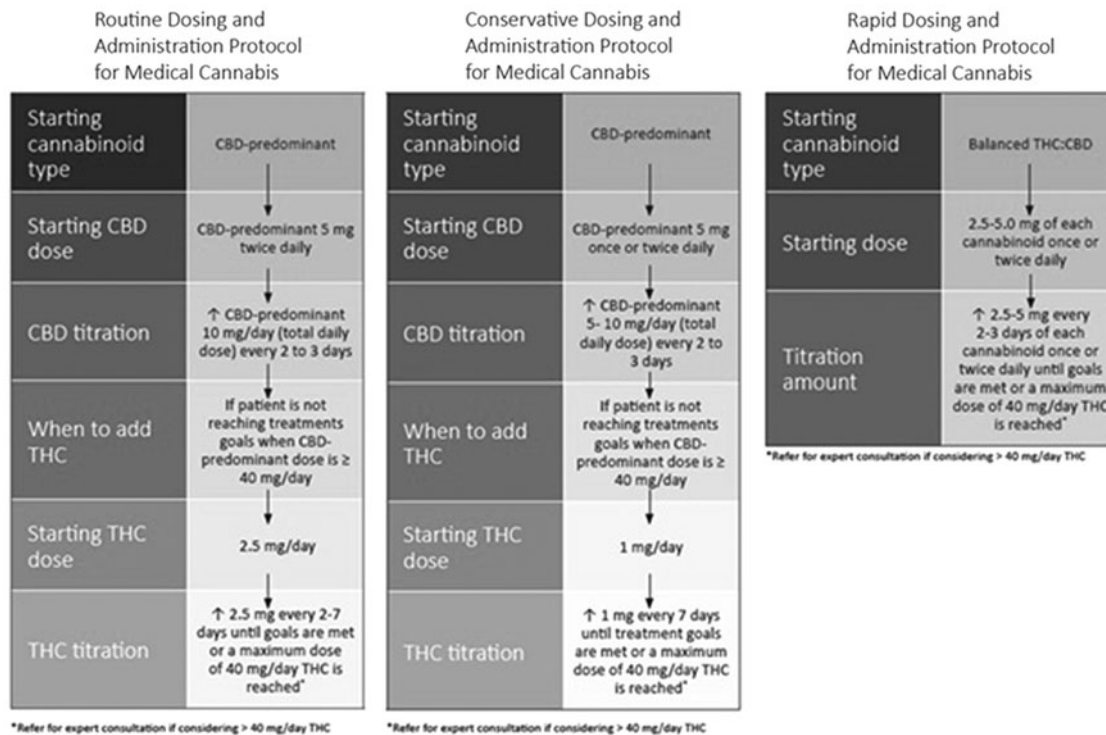 Routine Dosing and
Administration Protocol
for Medical Cannabis
Starting
cannabinoid
type
CBD-predominant
Starting CBD
dose
CBD-predominant 5 mg
twice daily
CBD titration
↑ CBD-predominant
10 mg/day (total daily
dose) every 2 to 3 days
When to add
THC
If patient is not
reaching treatments
goals when CBD-
predominant dose is ≥
40 mg/day
Starting THC
dose
2.5 mg/day
THC titration
↑ 2.5 mg every 2-7
days until goals are met
or a maximum dose
of 40 mg/day THC is
reached*
*Refer for expert consultation if considering > 40 mg/day THC
Conservative Dosing and
Administration Protocol
for Medical Cannabis
Starting
cannabinoid
type
CBD-predominant
Starting CBD
dose
CBD-predominant 5 mg
once or twice daily
CBD titration
↑ CBD-predominant
5- 10 mg/day (total
daily dose) every 2 to
3 days
When to add
THC
If patient is not
reaching treatments
goals when CBD-
predominant dose is ≥
40 mg/day
Starting THC
dose
1 mg/day
THC titration
↑ 1 mg every 7 days
until treatment goals
are met or a maximum
dose of 40 mg/day THC
is reached*
*Refer for expert consultation if considering > 40 mg/day THC
Rapid Dosing and
Administration Protocol
for Medical Cannabis
Starting
cannabinoid
type
Balanced THC:CBD
Starting dose
2.5-5.0 mg of each
cannabinoid once or
twice daily
Titration
amount
↑ 2.5-5 mg every
2-3 days of each
cannabinoid once or
twice daily until goals
are met or a maximum
dose of 40 mg/day THC
is reached*
*Refer for expert consultation if considering > 40 mg/day THC